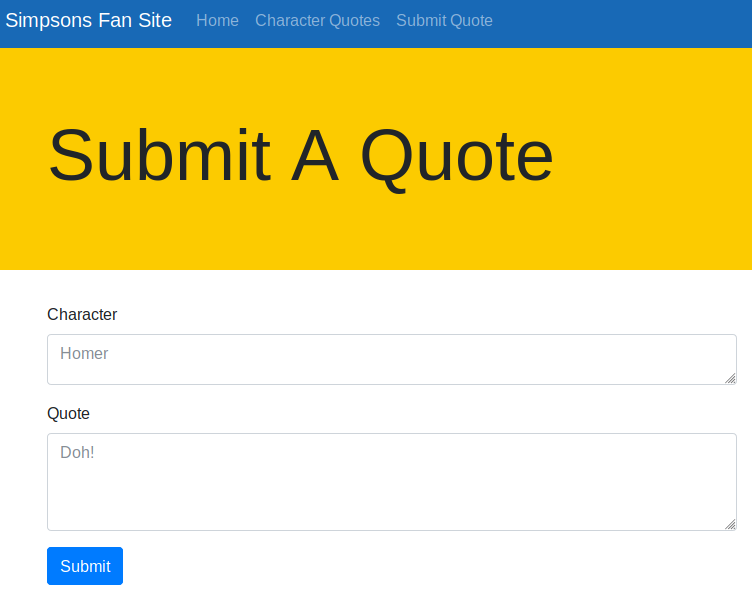 Simpsons Fan Site Home Character Quotes Submit Quote
Submit A Quote
Character
Homer
Quote
Doh!
Submit